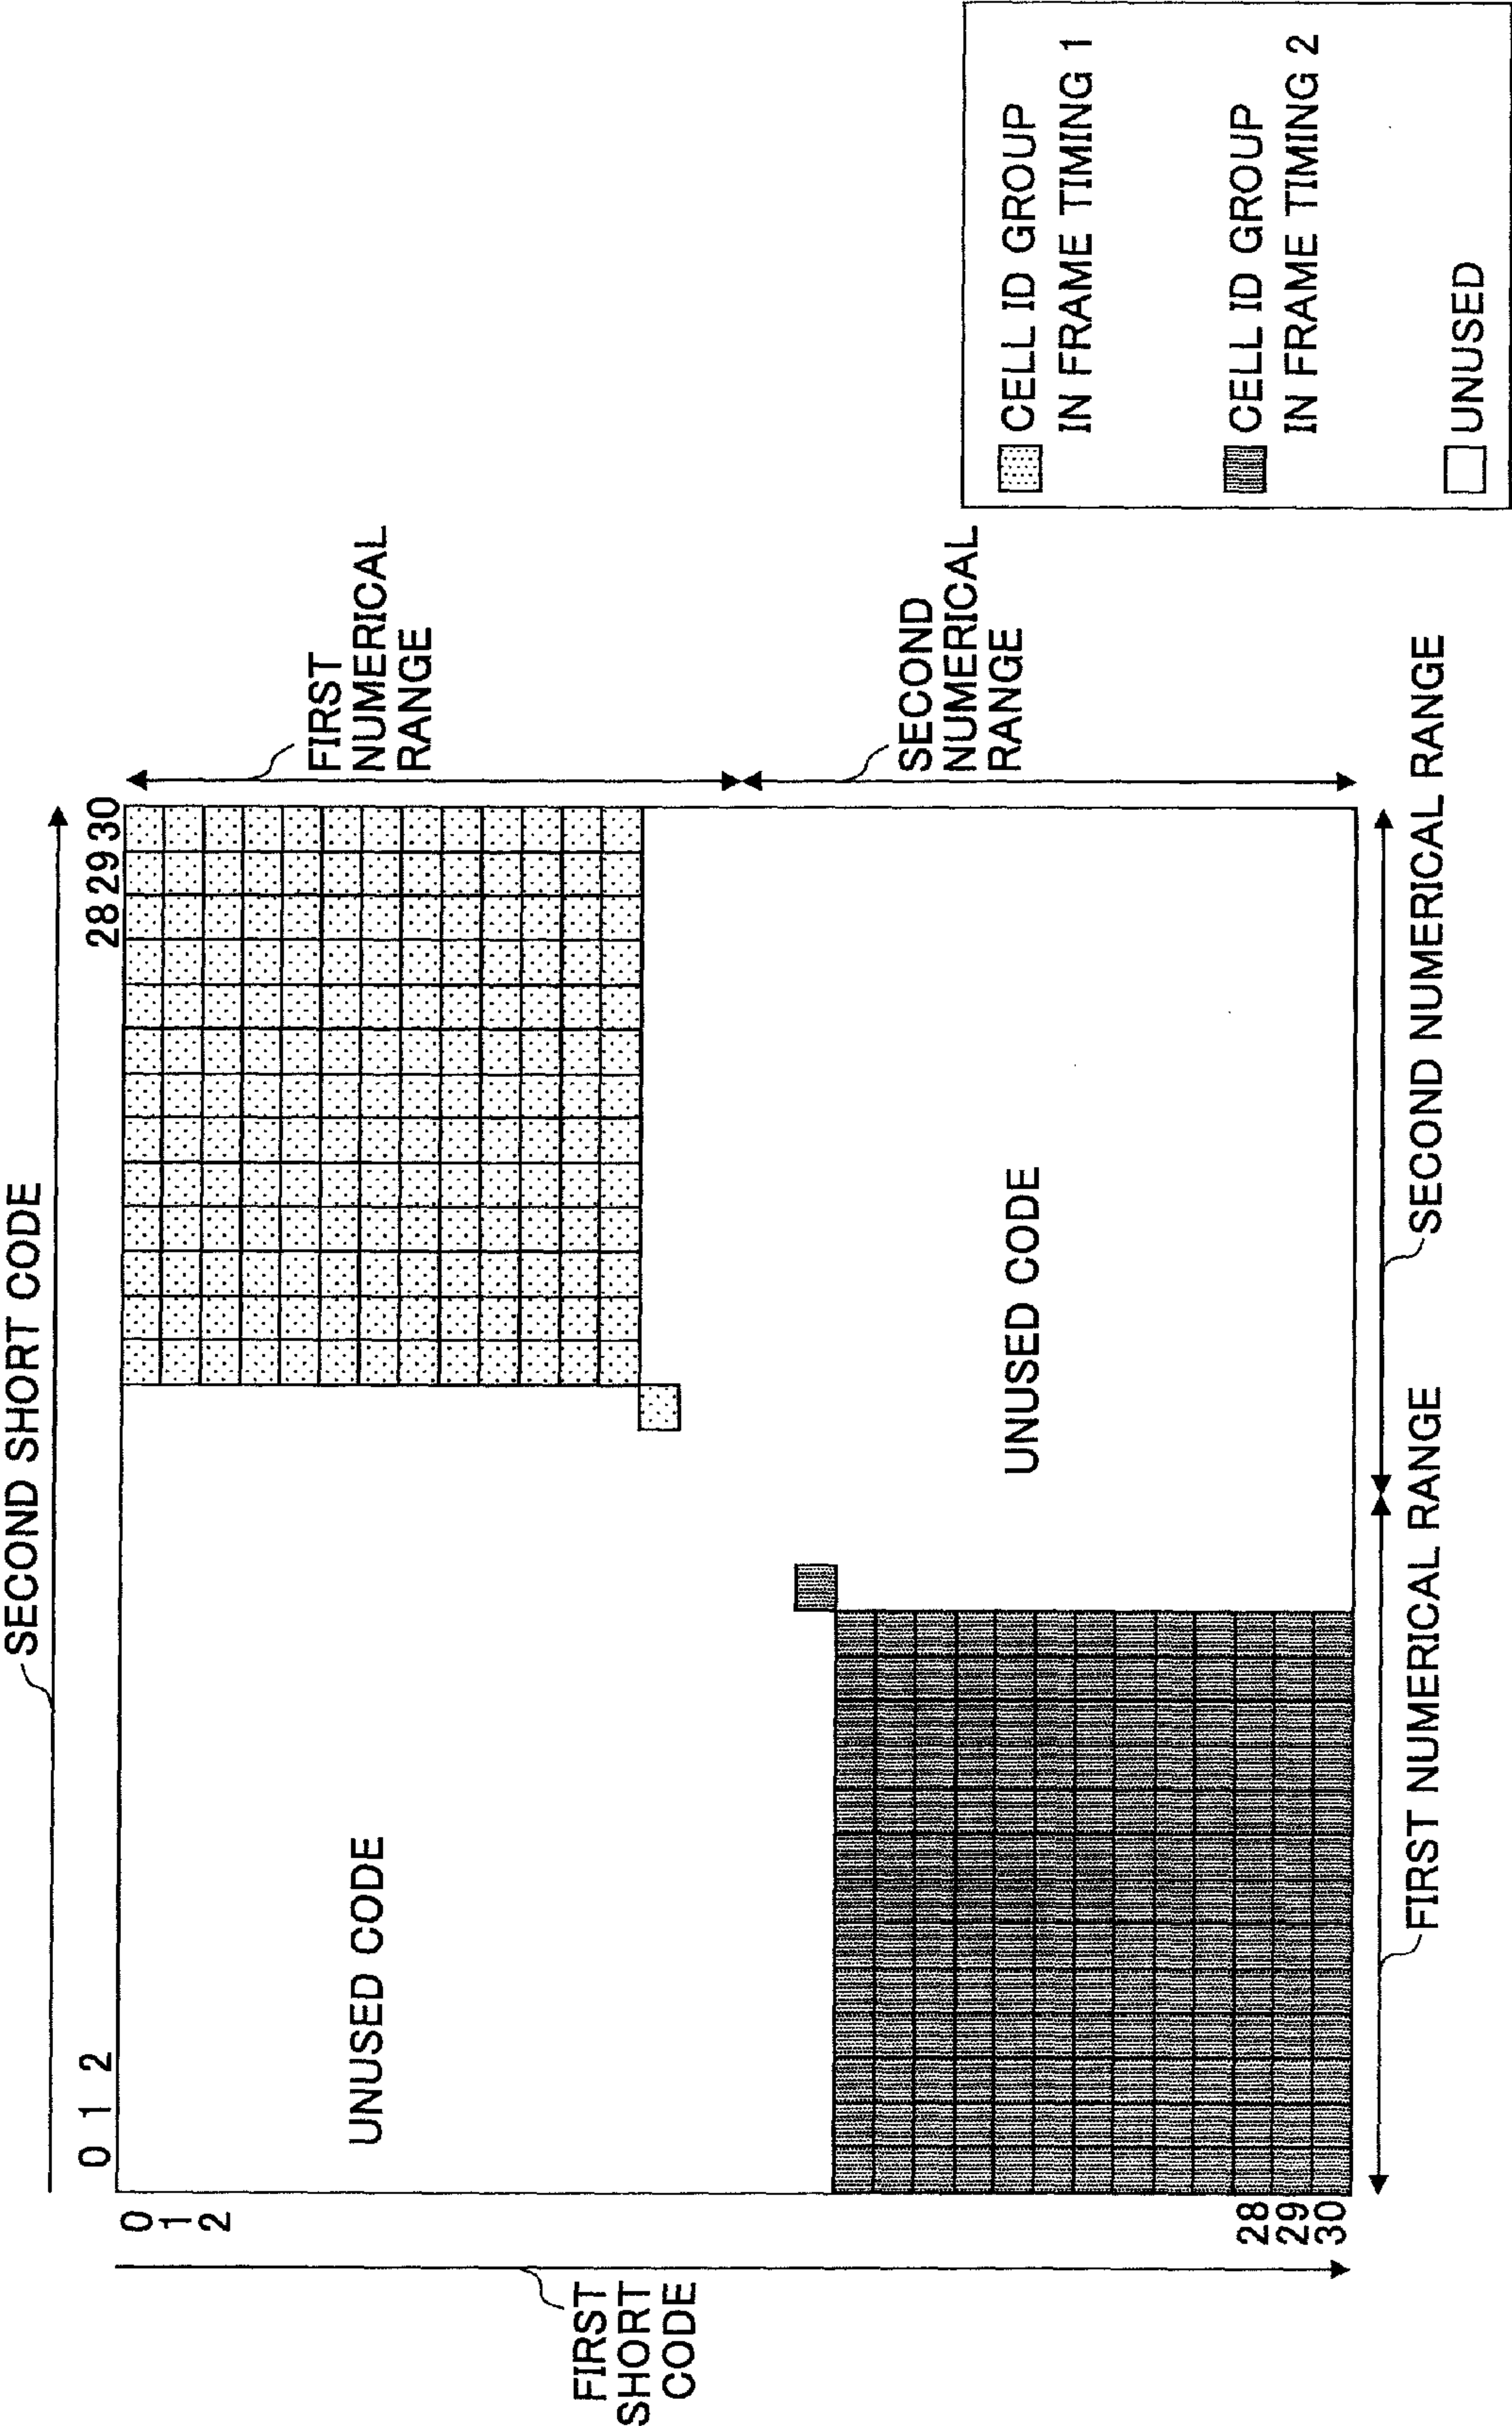 SECOND SHORT CODE
0 1 2
28 29 30
FIRST
SHORT
CODE
0
1
2
28
29
30
UNUSED CODE
UNUSED CODE
FIRST
NUMERICAL
RANGE
SECOND
NUMERICAL
RANGE
FIRST NUMERICAL RANGE
SECOND NUMERICAL RANGE
CELL ID GROUP
IN FRAME TIMING 1
CELL ID GROUP
IN FRAME TIMING 2
UNUSED